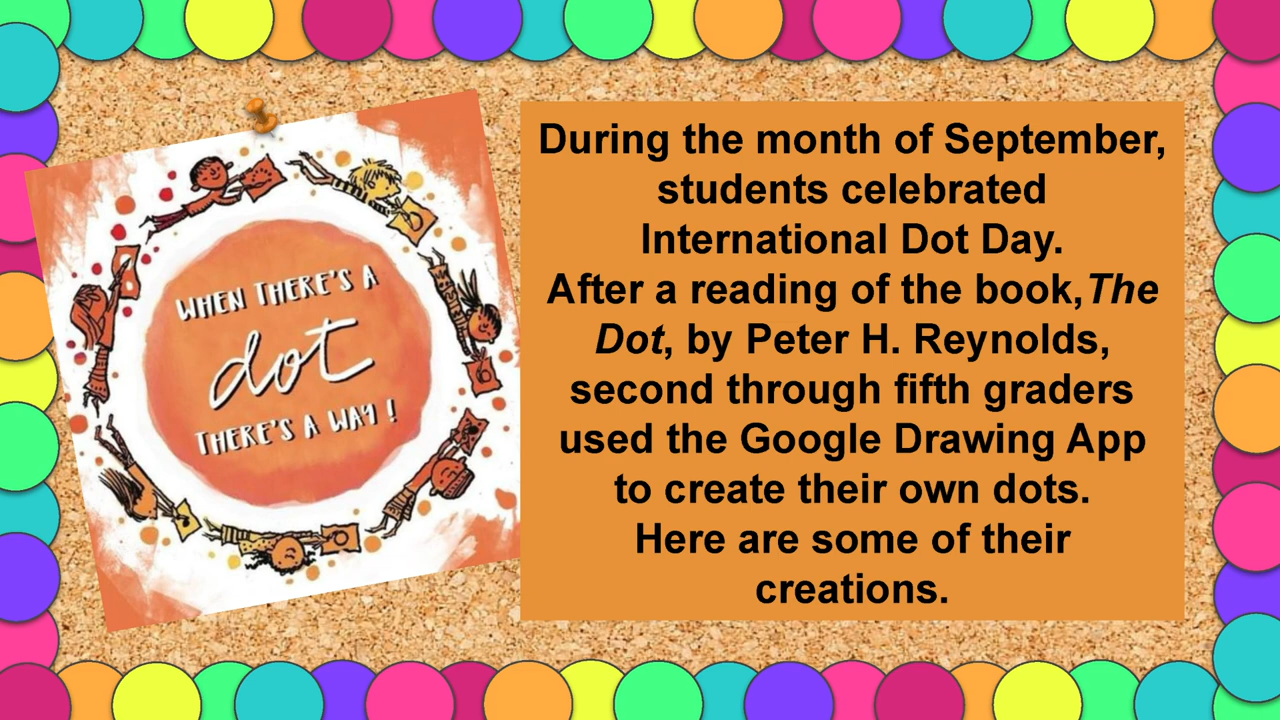 WHEN THERE'S A
dot
THERE'S A WAY!
During the month of September,
students celebrated
International Dot Day.
After a reading of the book, The
Dot, by Peter H. Reynolds,
second through fifth graders
used the Google Drawing App
to create their own dots.
Here are some of their
creations.